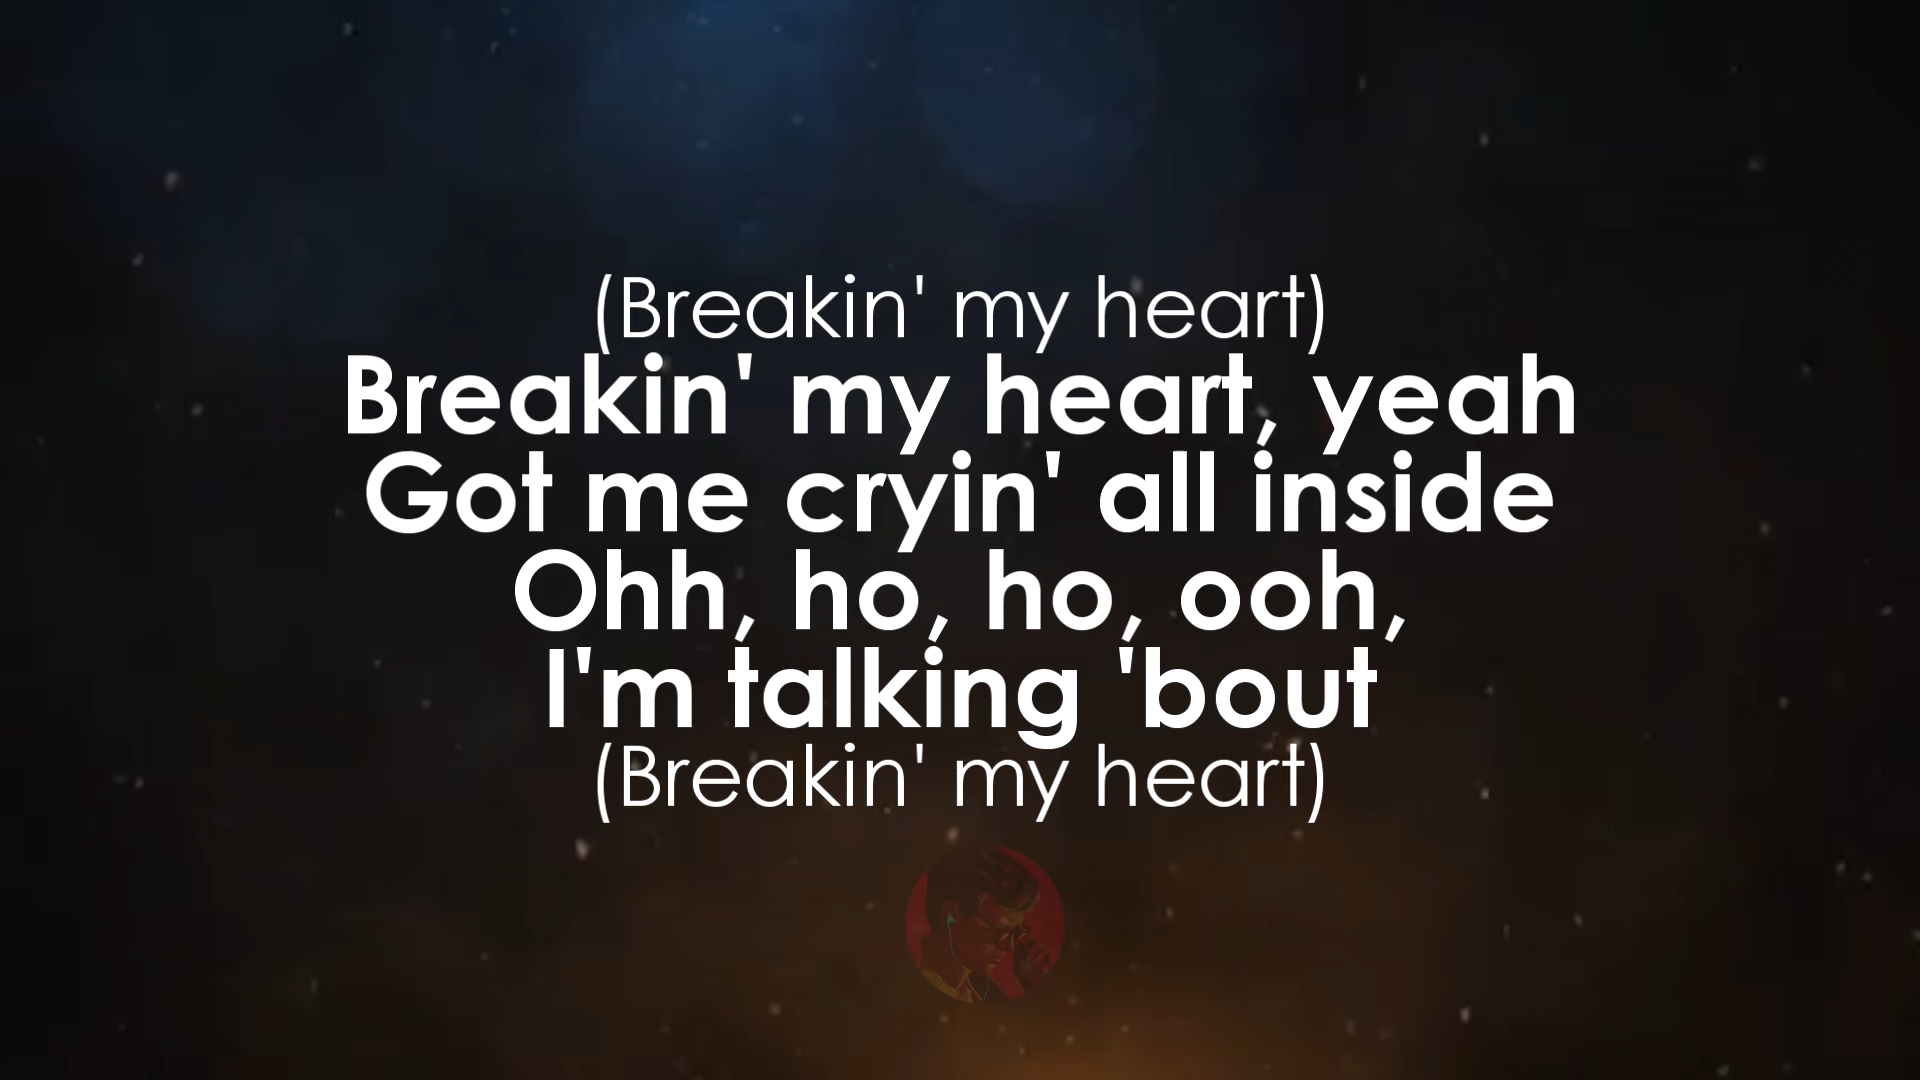 (Breakin' my heart)
Breakin' my heart, yeah
Got me cryin' all inside
Ohh, ho, ho, ooh,
I'm talking 'bout
(Breakin' my heart)